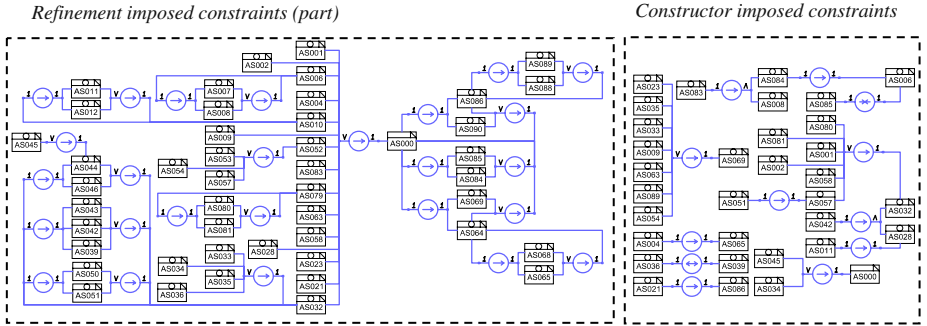 Refinement imposed constraints (part)
Constructor imposed constraints
AS001
AS002
AS006
AS011
AS007
AS012
AS008
AS004
AS010
AS009
AS045
AS052
AS053
AS054
AS044
AS057
AS083
AS046
AS079
AS043
AS080
AS063
AS042
AS081
AS058
AS039
AS033
AS028
AS023
AS034
AS050
AS035
AS021
AS051
AS036
AS032
AS000
AS089
AS088
AS086
AS090
AS085
AS084
AS069
AS064
AS068
AS065
v 1
AS023
AS083
AS084
AS006
AS035
AS008
AS085
AS033
AS080
AS081
AS009
AS069
AS001
AS063
AS002
AS058
AS089
AS051
AS057
AS032
AS054
AS042
AS028
AS004
AS065
AS011
AS036
AS039
AS045
AS000
AS021
AS086
AS034